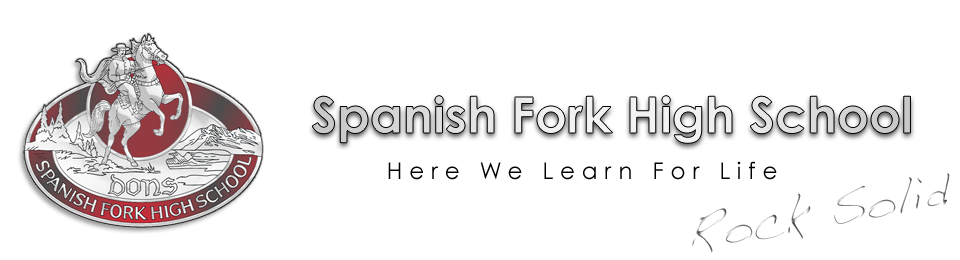 DONS
SPANISH FORK HIGH SCHOOL
Spanish Fork High School
Here We Learn For Life
Rock Solid